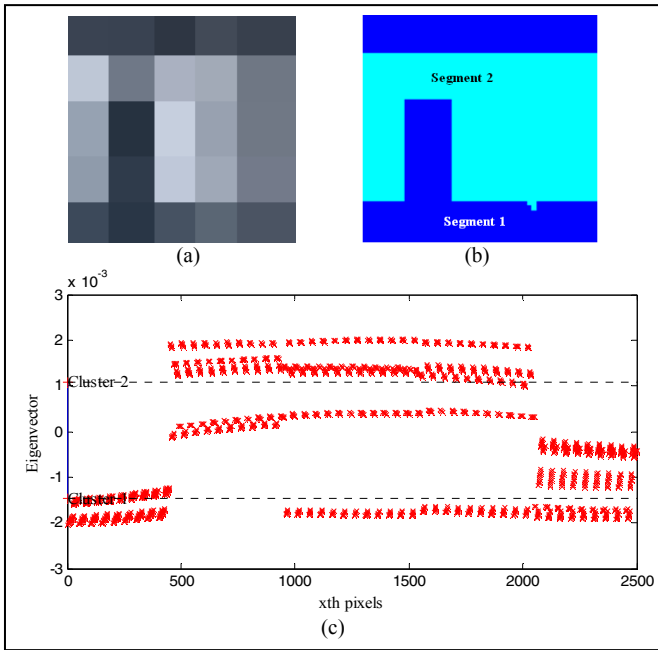 Segment 2
Segment 1
(a)
(b)
x 10-3
3
2
Cluster 2
1
0
-1
Cluster 1
-2
-3
Eigenvector
0
500
1000
1500
2000
2500
xth pixels
(c)